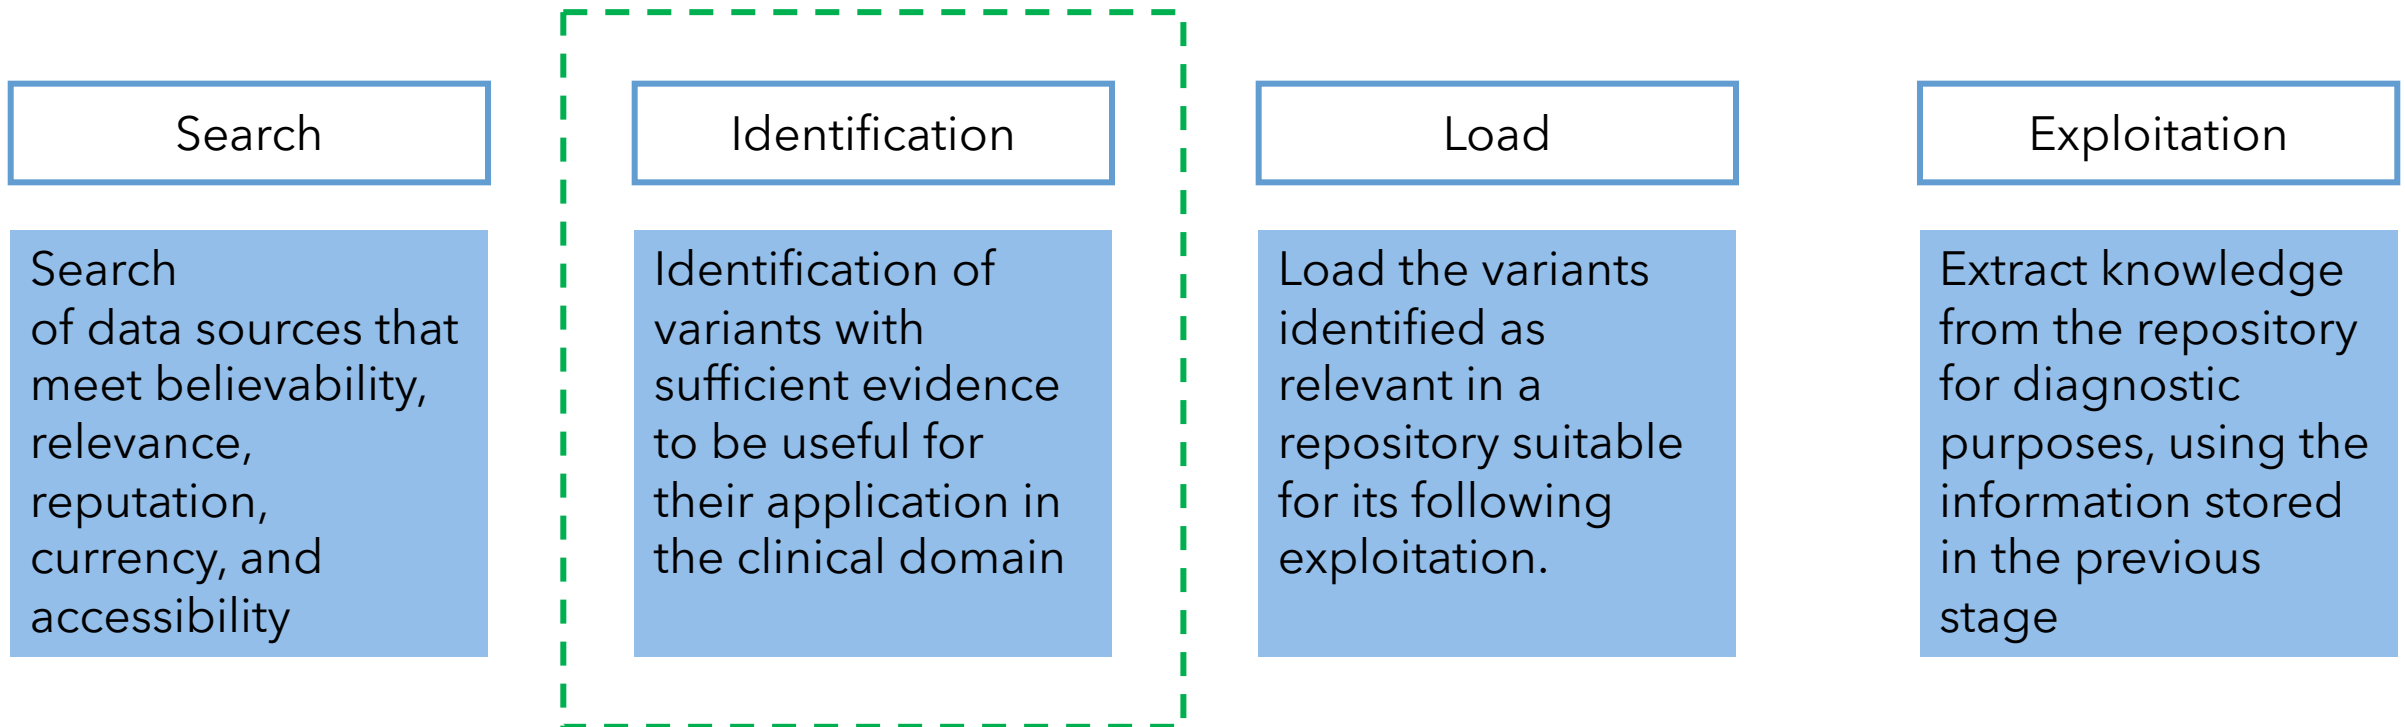 Search
Identification
Load
Exploitation
Search
of data sources that
meet believability,
relevance,
reputation,
currency, and
accessibility
Identification of
variants with
sufficient evidence
to be useful for
their application in
the clinical domain
Load the variants
identified as
relevant in a
repository suitable
for its following
exploitation.
Extract knowledge
from the repository
for diagnostic
purposes, using the
information stored
in the previous
stage